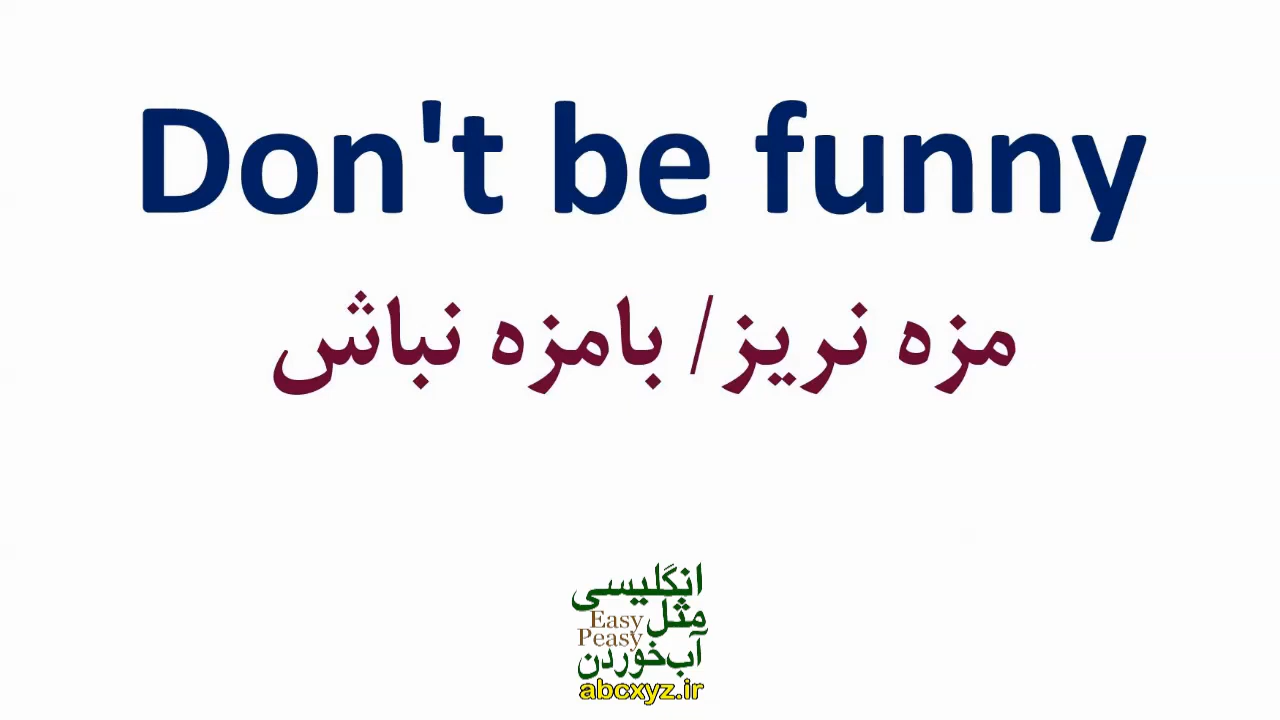 Don't be funny
مزه نریز/ بامزه نباش
انگلیسی
مثل Easy
Peasy
آب‌خوردن
abcxyz.ir